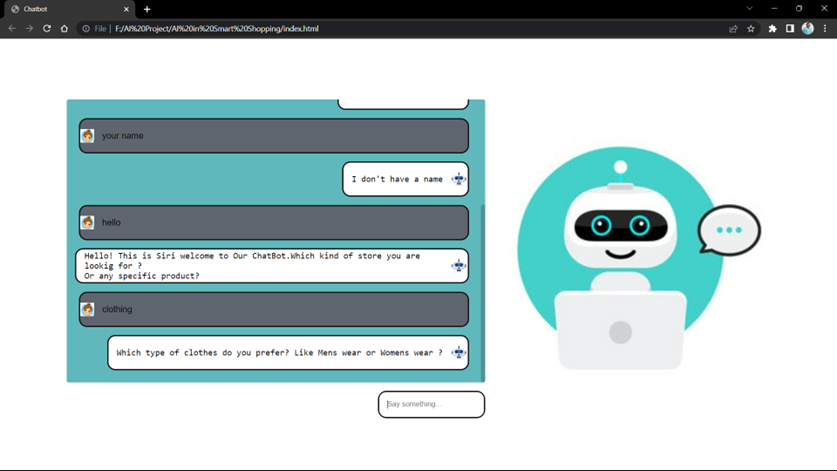 Chatbot
File | F:/AI%20Project/AI%20in%20Smart%20Shopping/index.html
your name
I don't have a name
hello
Hello! This is Siri welcome to Our ChatBot.Which kind of store you are
lookig for ?
Or any specific product?
clothing
Which type of clothes do you prefer? Like Mens wear or Womens wear ?
Say something...